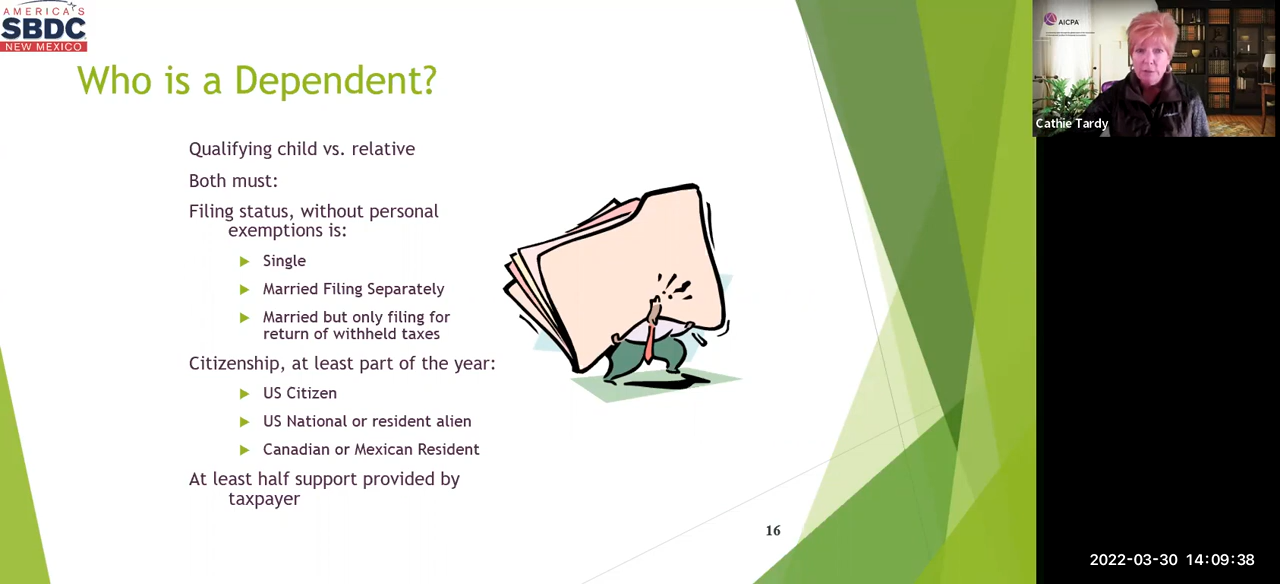 AMERICA'S
SBDC
NEW MEXICO
Who is a Dependent?
Qualifying child vs. relative
Both must:
Filing status, without personal
exemptions is:
Single
Married Filing Separately
Married but only filing for
return of withheld taxes
Citizenship, at least part of the year:
US Citizen
US National or resident alien
Canadian or Mexican Resident
At least half support provided by
taxpayer
16
AICPA
Cathie Tardy
2022-03-30 14:09:38